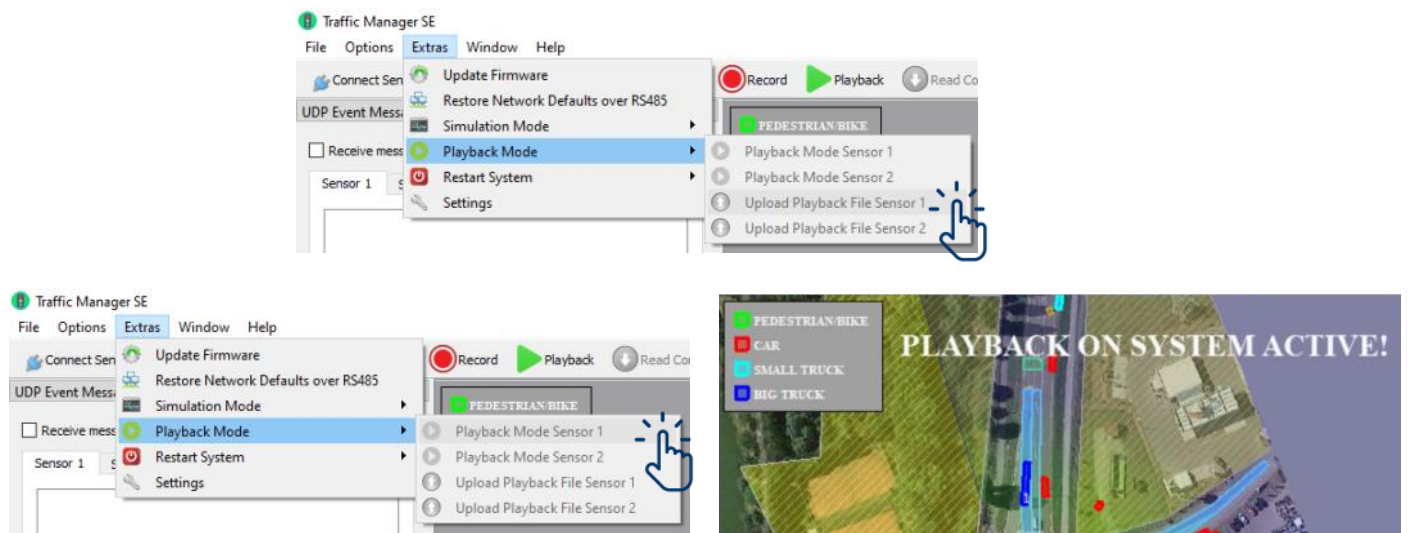 Traffic Manager SE
File Options Extras Window Help
Connect Sen
Update Firmware
Record
Playback
Read Co
UDP Event Messa
Restore Network Defaults over RS485
Simulation Mode
PEDESTRIAN/BIKE
Receive mess
Playback Mode
Playback Mode Sensor 1
Restart System
Playback Mode Sensor 2
Sensor 1 S
Settings
Upload Playback File Sensor 1
Upload Playback File Sensor 2
Traffic Manager SE
File Options Extras Window Help
Connect Sen
Update Firmware
Record
Playback
Read Co
UDP Event Messa
Restore Network Defaults over RS485
Simulation Mode
PEDESTRIAN/BIKE
Receive mess
Playback Mode
Playback Mode Sensor 1
Restart System
Playback Mode Sensor 2
Sensor 1 S
Settings
Upload Playback File Sensor 1
Upload Playback File Sensor 2
PEDESTRIAN/BIKE
CAR
SMALL TRUCK
BIG TRUCK
PLAYBACK ON SYSTEM ACTIVE!
1